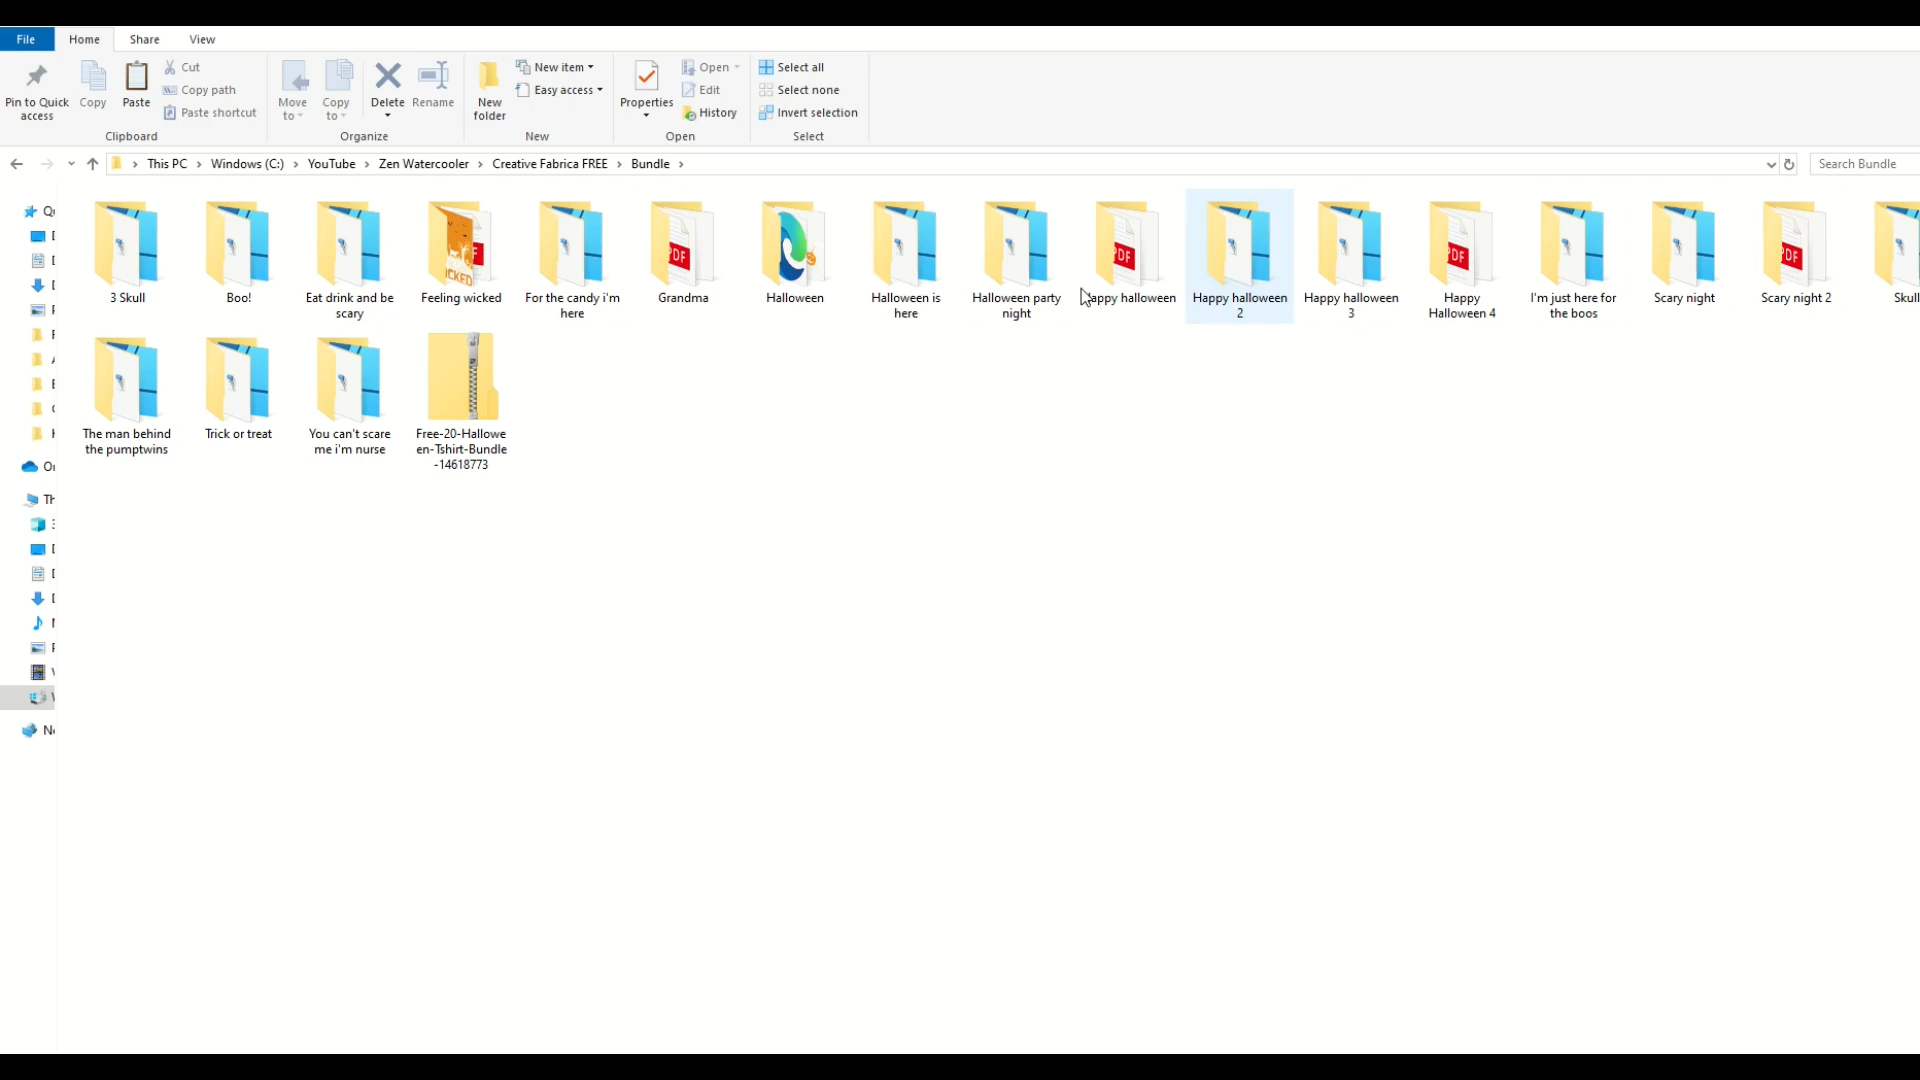 File Home Share View
Pin to Quick access
Copy
Paste
Cut
Copy path
Paste shortcut
Clipboard
Move to
Copy to
Delete
Rename
Organize
New folder
New item
Easy access
New
Properties
Open
Edit
History
Open
Select all
Select none
Invert selection
Select
This PC > Windows (C:) > YouTube > Zen Watercooler > Creative Fabrica FREE > Bundle >
Search Bundle
3 Skull
Boo!
Eat drink and be
scary
Feeling wicked
PDF
ICKED
For the candy i'm
here
Grandma
PDF
Halloween
Halloween is
here
Halloween party
night
appy halloween
PDF
Happy halloween
2
Happy halloween
3
Happy
Halloween 4
PDF
I'm just here for
the boos
Scary night
Scary night 2
PDF
Skull
The man behind
the pumptwins
Trick or treat
You can't scare
me i'm nurse
Free-20-Hallowe
en-Tshirt-Bundle
-14618773